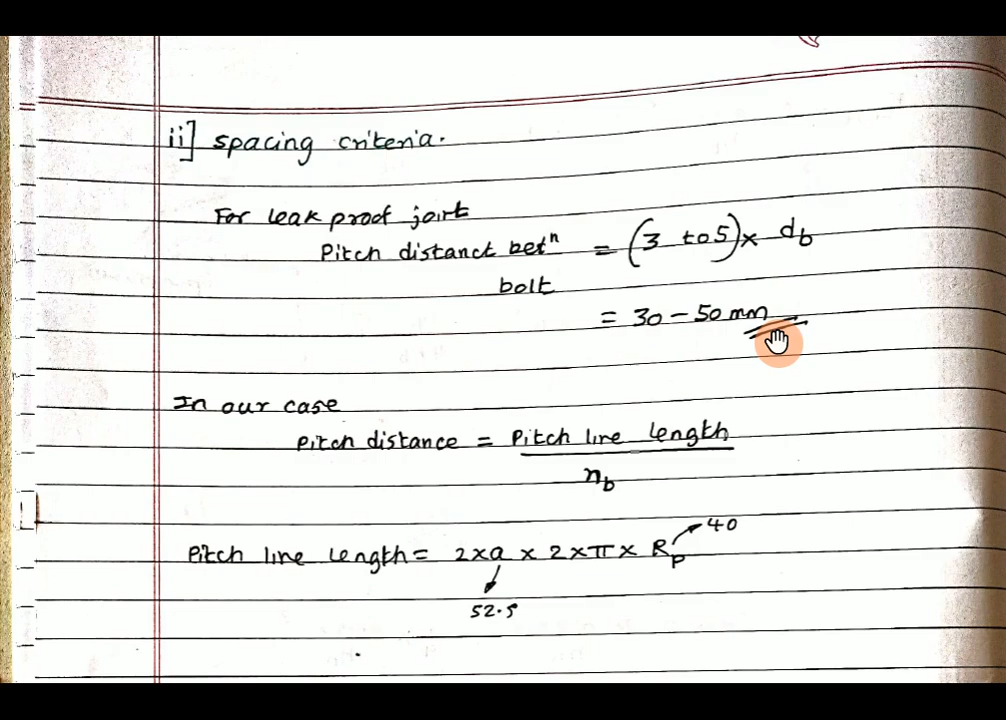 ii] spacing criteria.
For leak proof joint
Pitch distanct betⁿ = (3 to 5) x db
bolt
= 30 - 50 mm
In our case
Pitch distance = Pitch line length
nb
40
Pitch line length = 2 x a x 2 x π x Rp
52.5